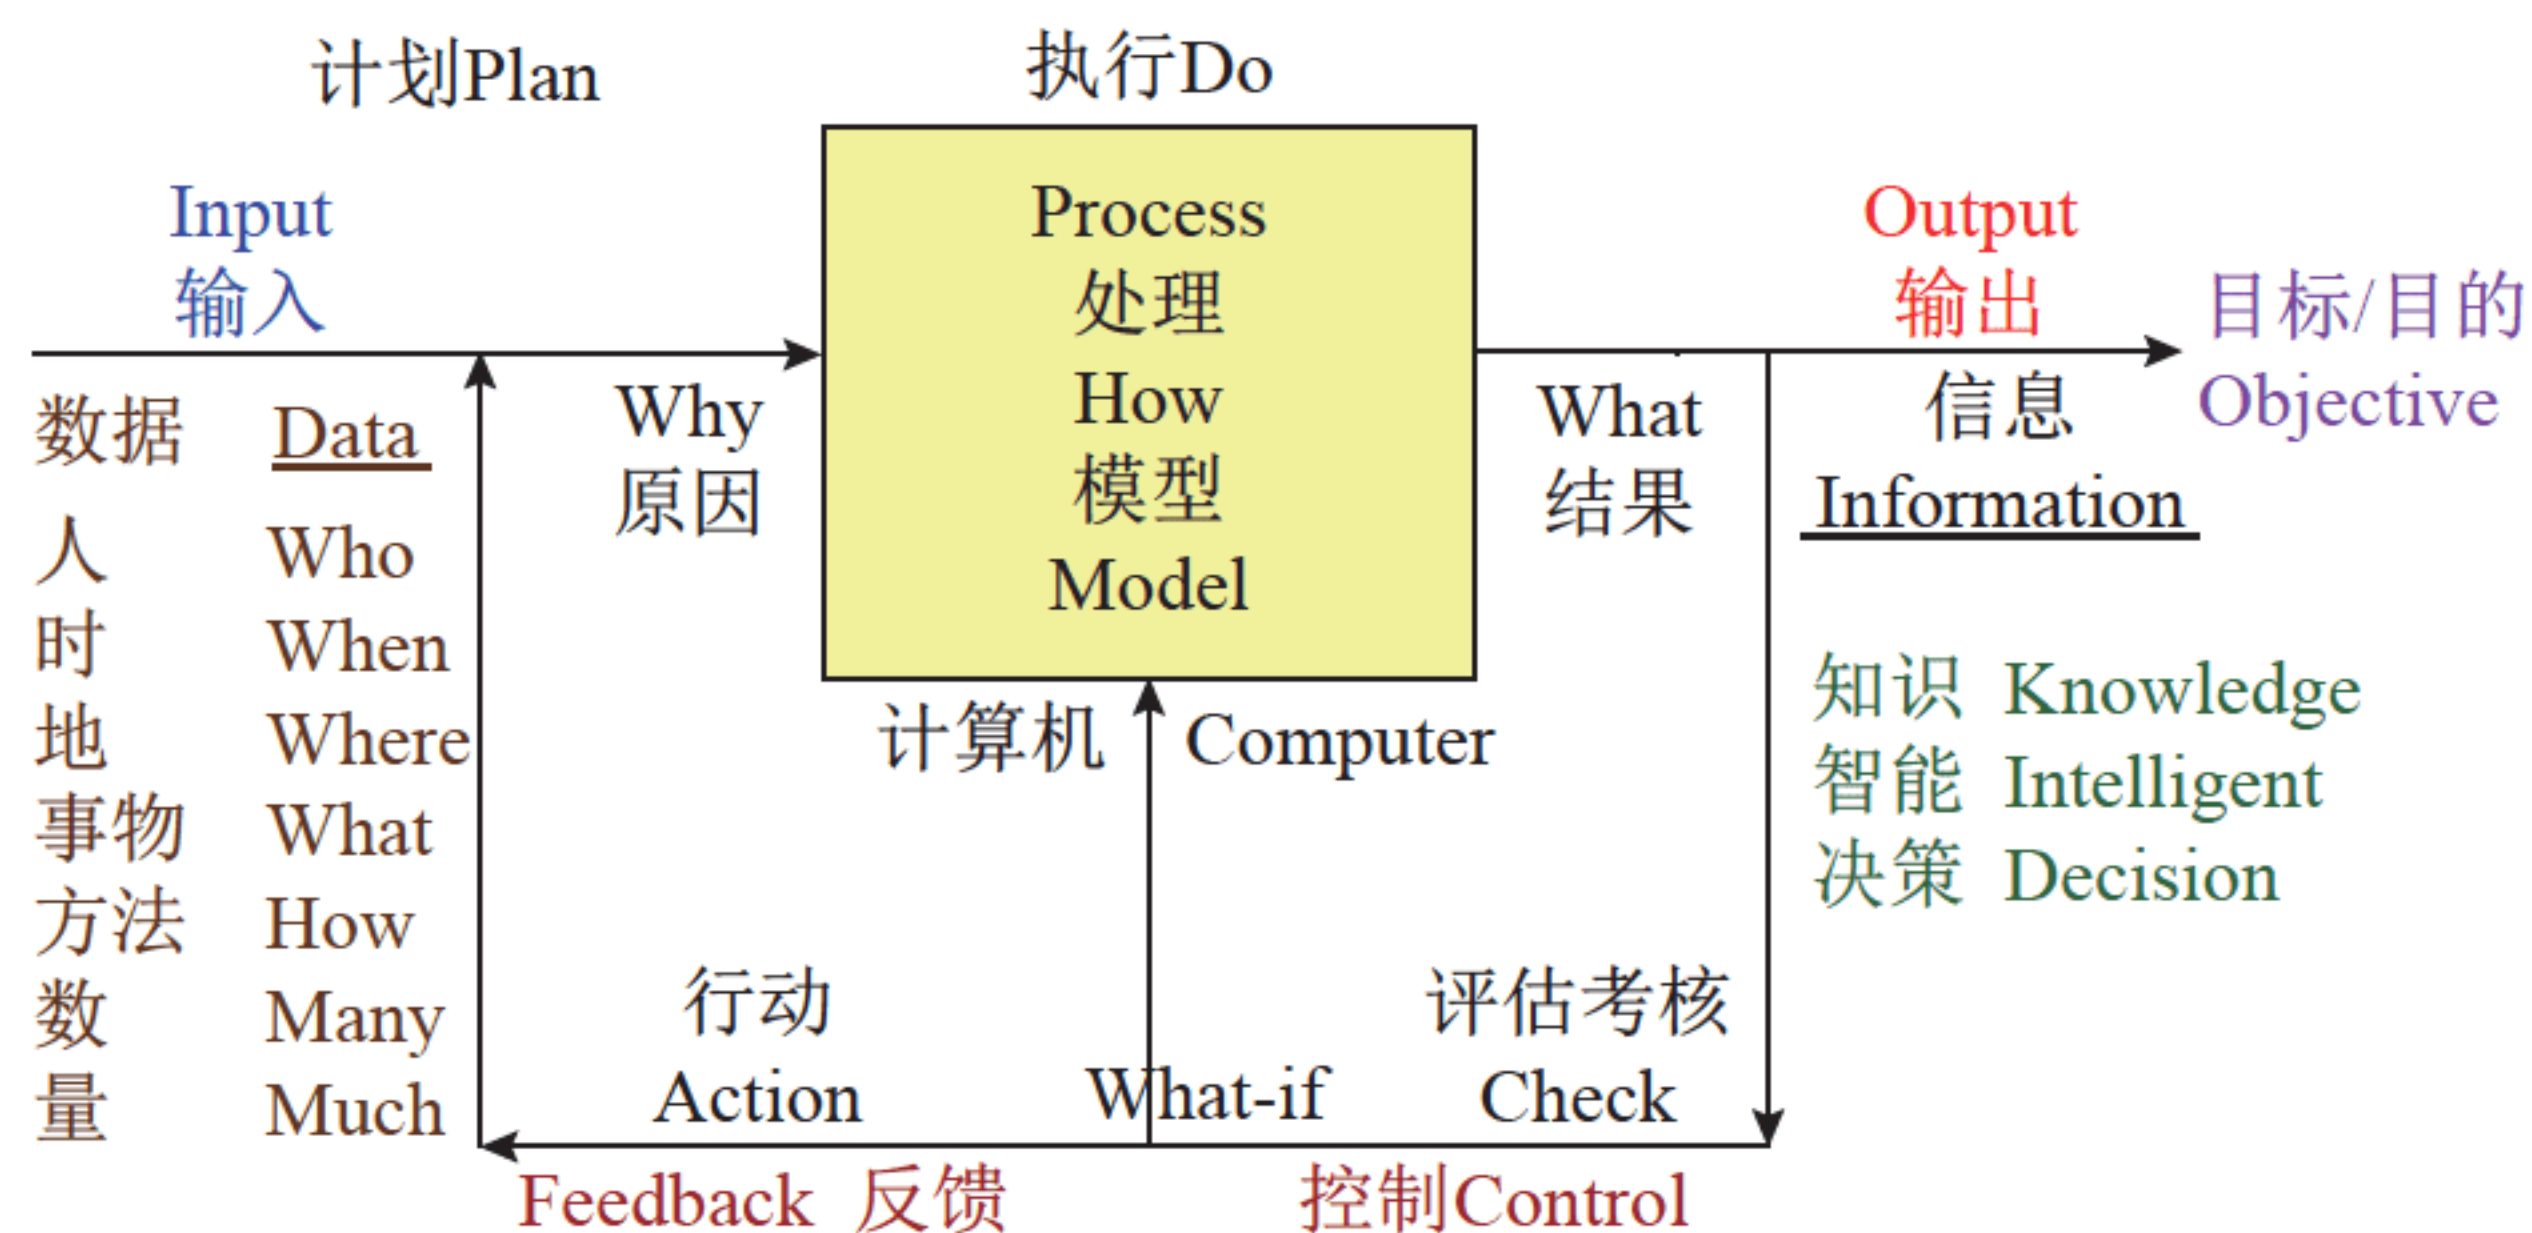 计划Plan
执行Do
Input
输入
Process
处理
How
模型
Model
Output
输出
目标/目的
Objective
数据 Data
人 Who
时 When
地 Where
事物 What
方法 How
数 Many
量 Much
Why
原因
What
结果
信息
Information
计算机 Computer
知识 Knowledge
智能 Intelligent
决策 Decision
行动
Action
What-if
评估考核
Check
Feedback 反馈
控制Control